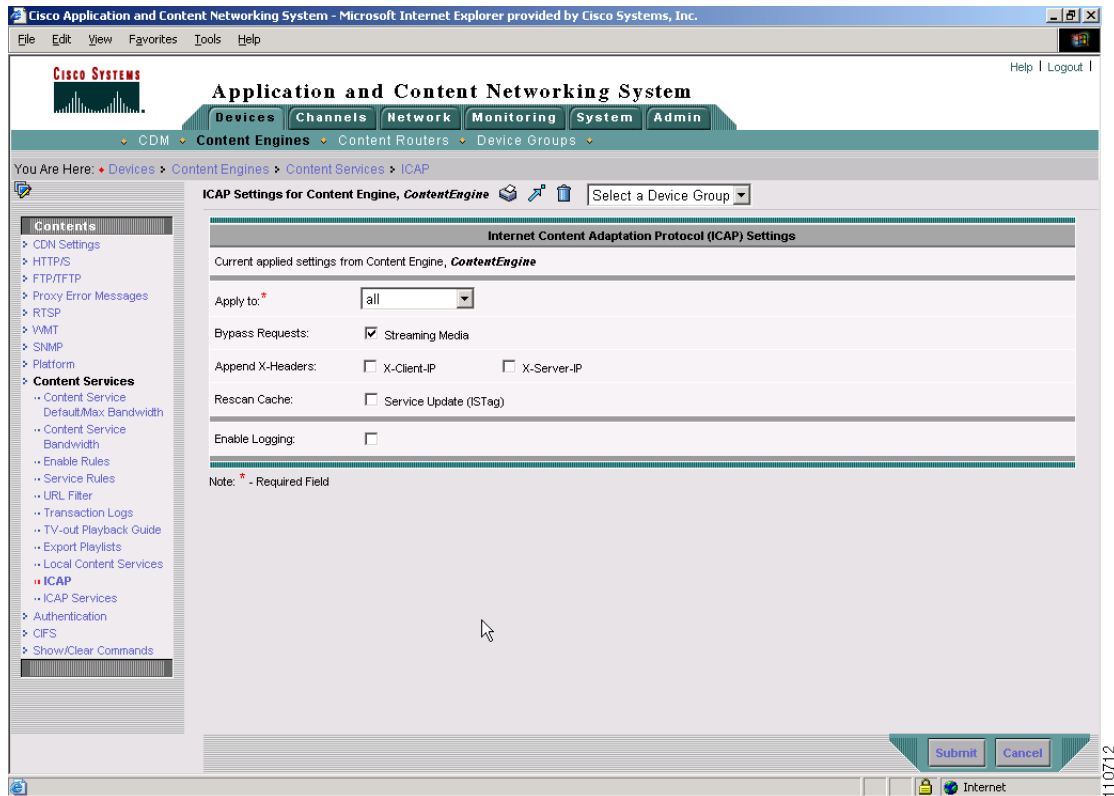 Cisco Application and Content Networking System - Microsoft Internet Explorer provided by Cisco Systems, Inc.
File Edit View Favorites Tools Help
CISCO SYSTEMS
Help | Logout |
Application and Content Networking System
Devices Channels Network Monitoring System Admin
CDM Content Engines Content Routers Device Groups
You Are Here: Devices Content Engines Content Services ICAP
ICAP Settings for Content Engine, ContentEngine Select a Device Group
Contents
CDN Settings
HTTP/S
FTP/TFTP
Proxy Error Messages
RTSP
WMT
SNMP
Platform
Content Services
Content Service
Default/Max Bandwidth
Content Service
Bandwidth
Enable Rules
Service Rules
URL Filter
Transaction Logs
TV-out Playback Guide
Export Playlists
Local Content Services
ICAP
ICAP Services
Authentication
CIFS
Show/Clear Commands
Internet Content Adaptation Protocol (ICAP) Settings
Current applied settings from Content Engine, ContentEngine
Apply to:* all
Bypass Requests: Streaming Media
Append X-Headers: X-Client-IP X-Server-IP
Rescan Cache: Service Update (ISTag)
Enable Logging:
Note: * - Required Field
Submit Cancel
Internet
110712